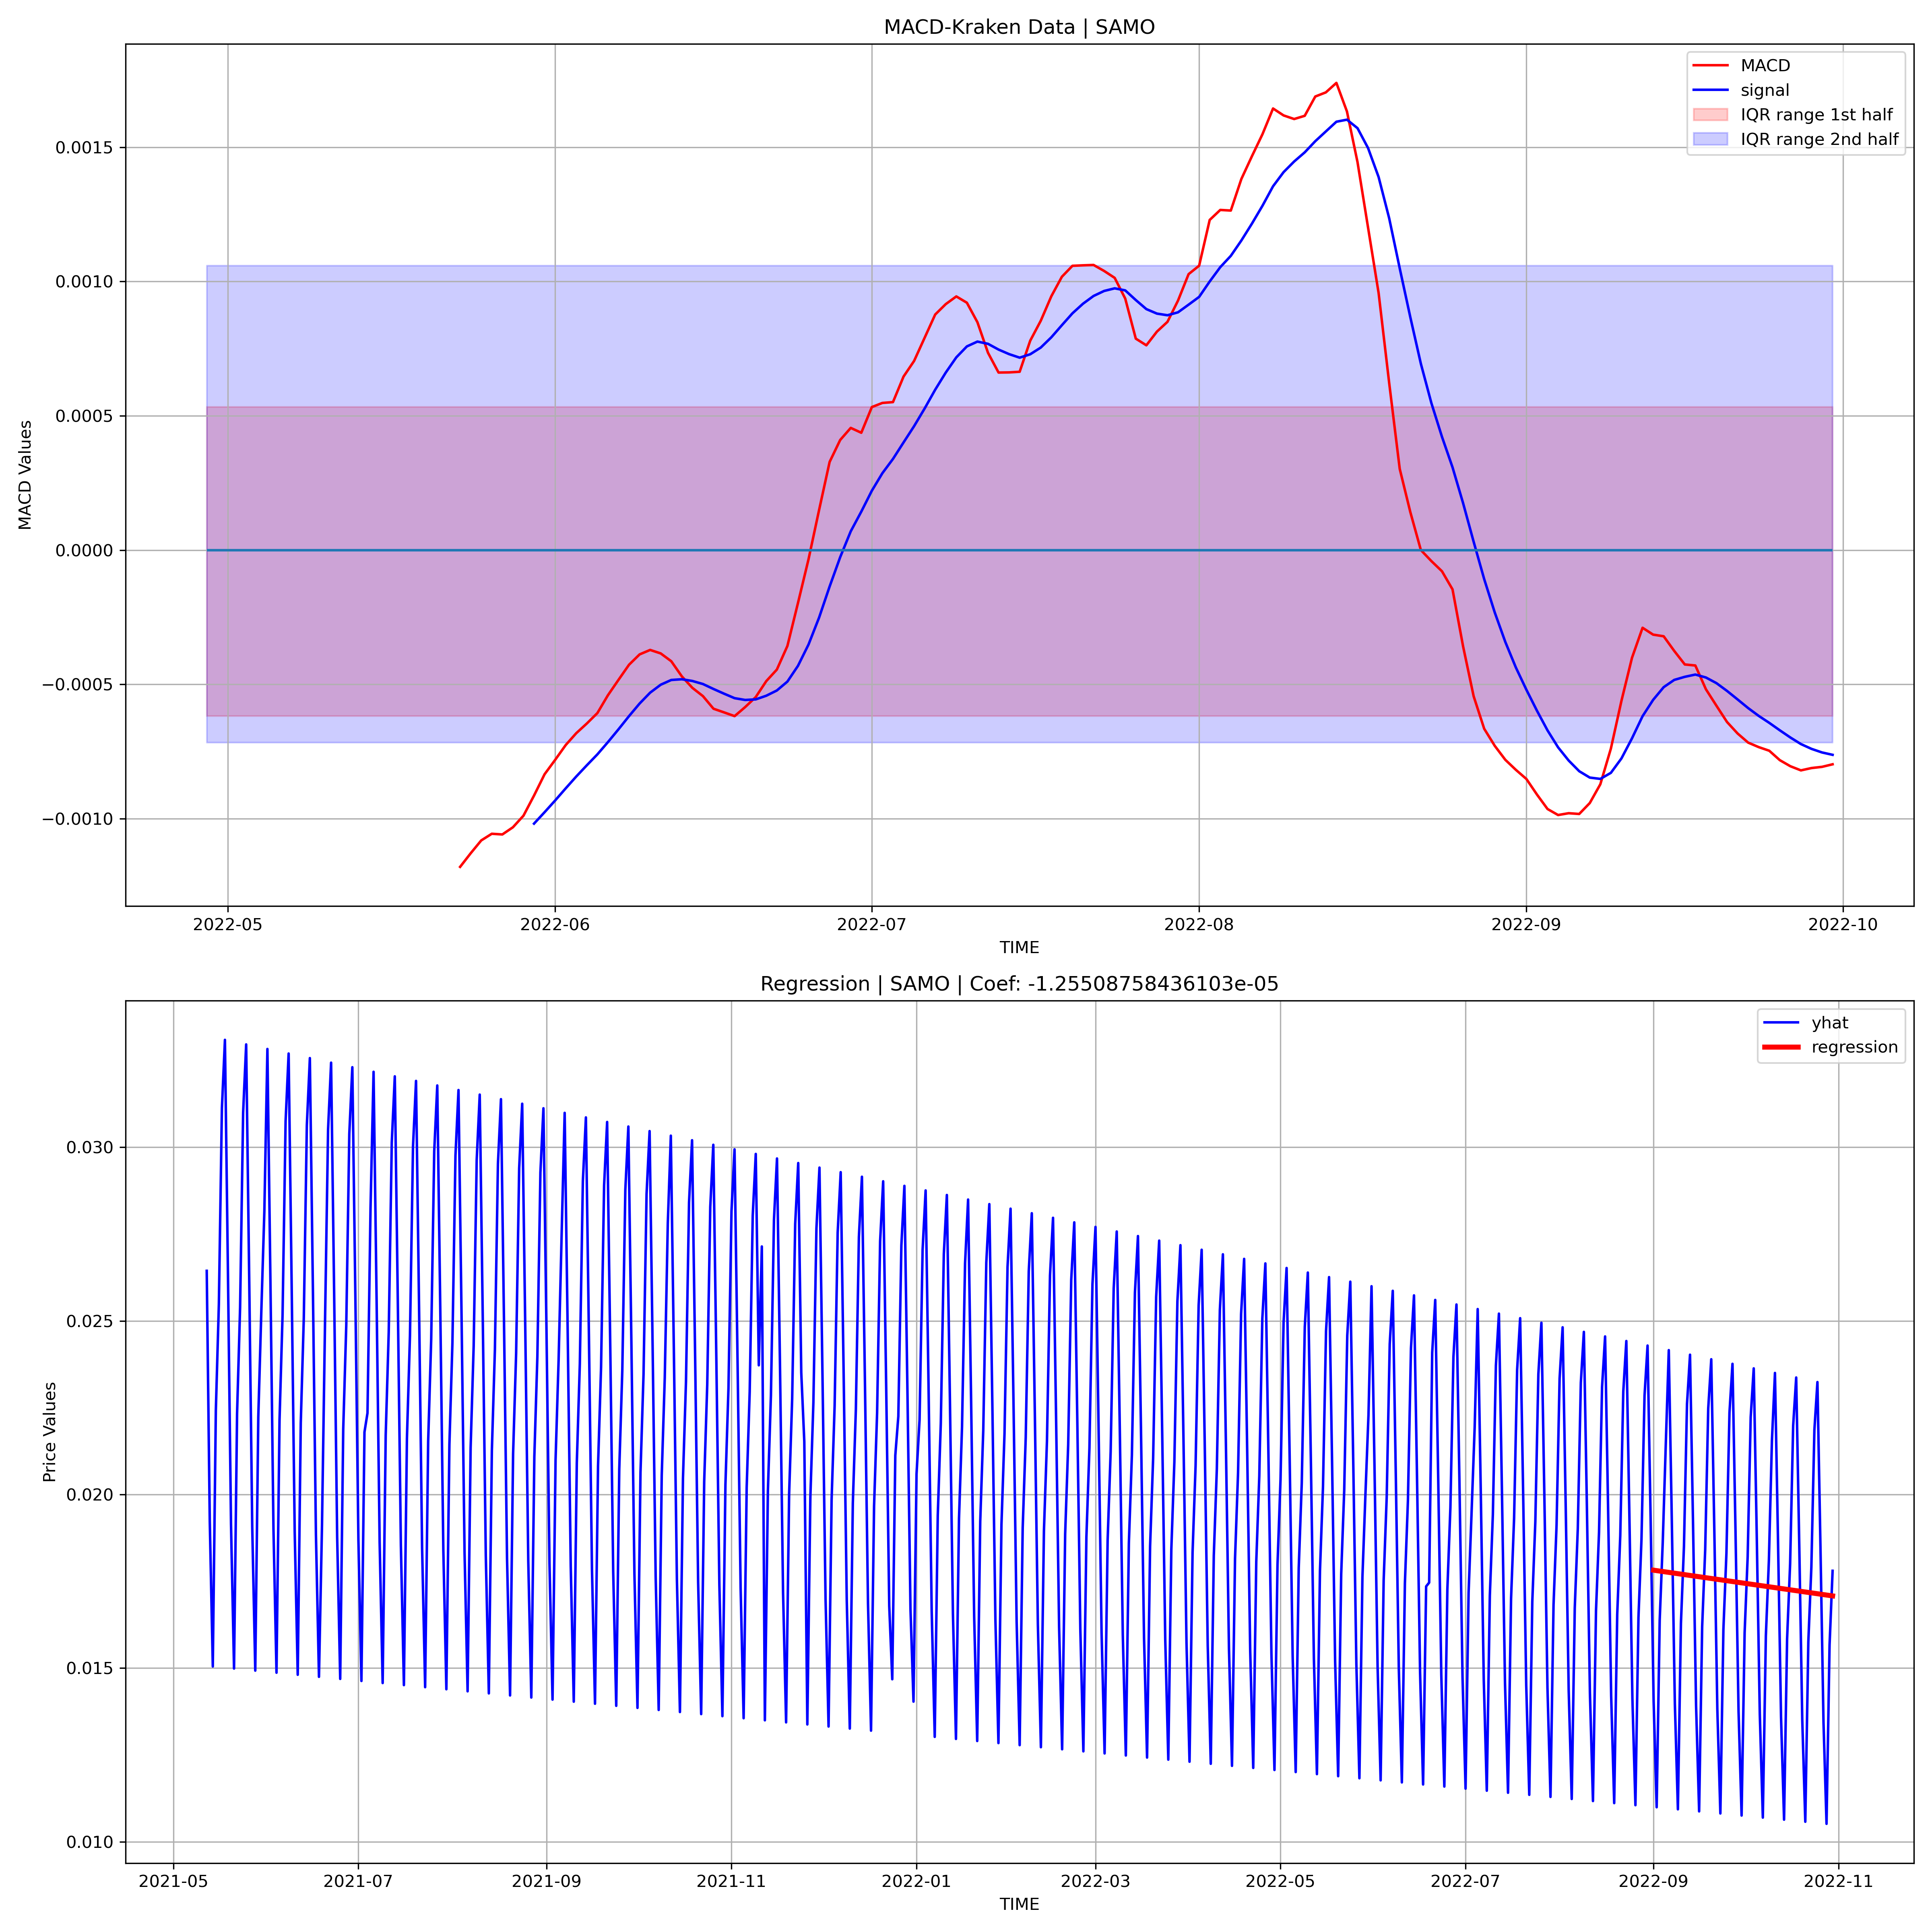 MACD-Kraken Data | SAMO
MACD
signal
IQR range 1st half
IQR range 2nd half
MACD Values
0.0015
0.0010
0.0005
0.0000
−0.0005
−0.0010
2022-05 2022-06 2022-07 2022-08 2022-09 2022-10
TIME
Regression | SAMO | Coef: -1.25508758436103e-05
yhat
regression
Price Values
0.030
0.025
0.020
0.015
0.010
2021-05 2021-07 2021-09 2021-11 2022-01 2022-03 2022-05 2022-07 2022-09 2022-11
TIME